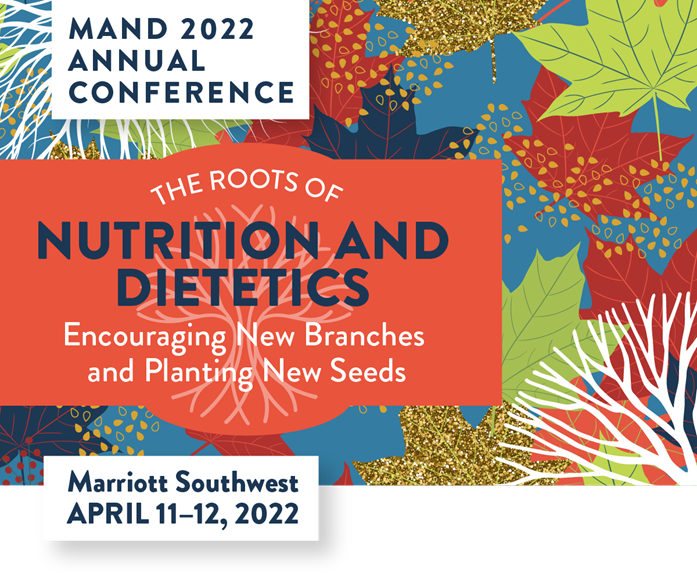 MAND 2022
ANNUAL
CONFERENCE
THE ROOTS OF
NUTRITION AND
DIETETICS
Encouraging New Branches
and Planting New Seeds
Marriott Southwest
APRIL 11–12, 2022